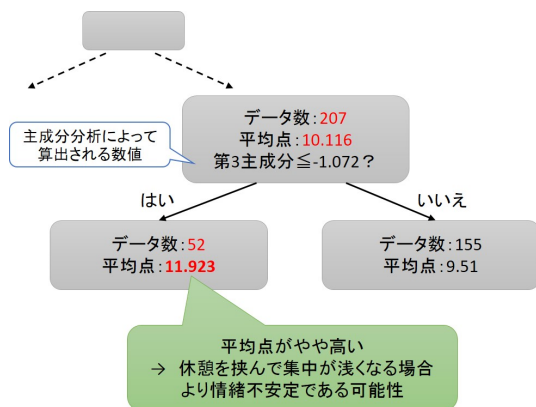 データ数：207
平均点：10.116
第3主成分≦-1.072？
主成分分析によって
算出される数値
はい
いいえ
データ数：52
平均点：11.923
データ数：155
平均点：9.51
平均点がやや高い
→ 休憩を挟んで集中が浅くなる場合
より情緒不安定である可能性